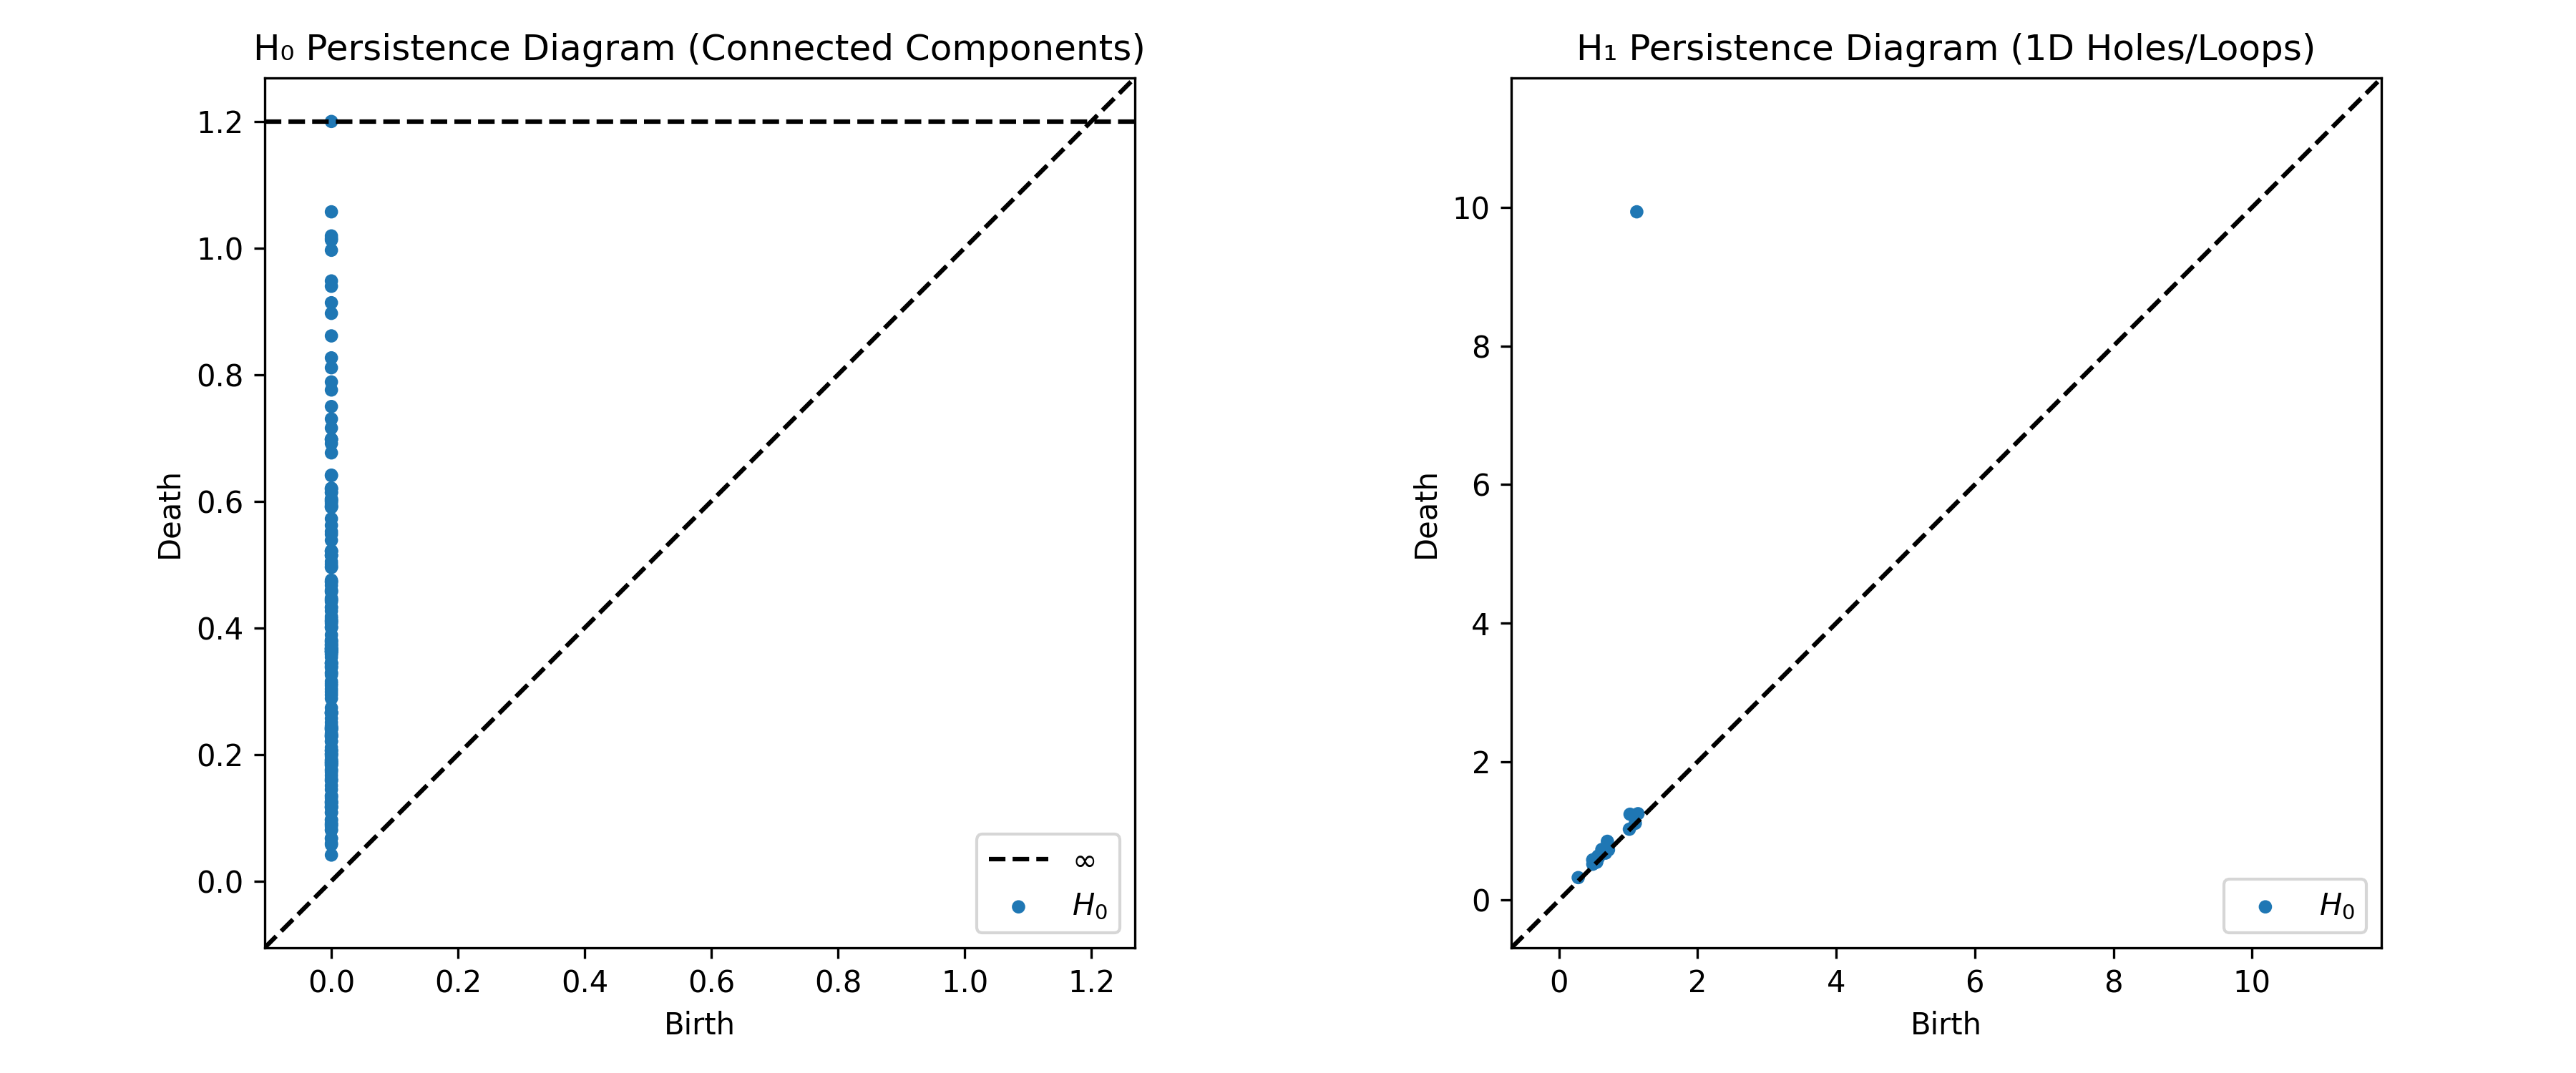 H₀ Persistence Diagram (Connected Components)
1.2
1.0
0.8
0.6
0.4
0.2
0.0
Death
∞
H₀
0.0 0.2 0.4 0.6 0.8 1.0 1.2
Birth
H₁ Persistence Diagram (1D Holes/Loops)
10
8
6
4
2
0
Death
H₀
0 2 4 6 8 10
Birth